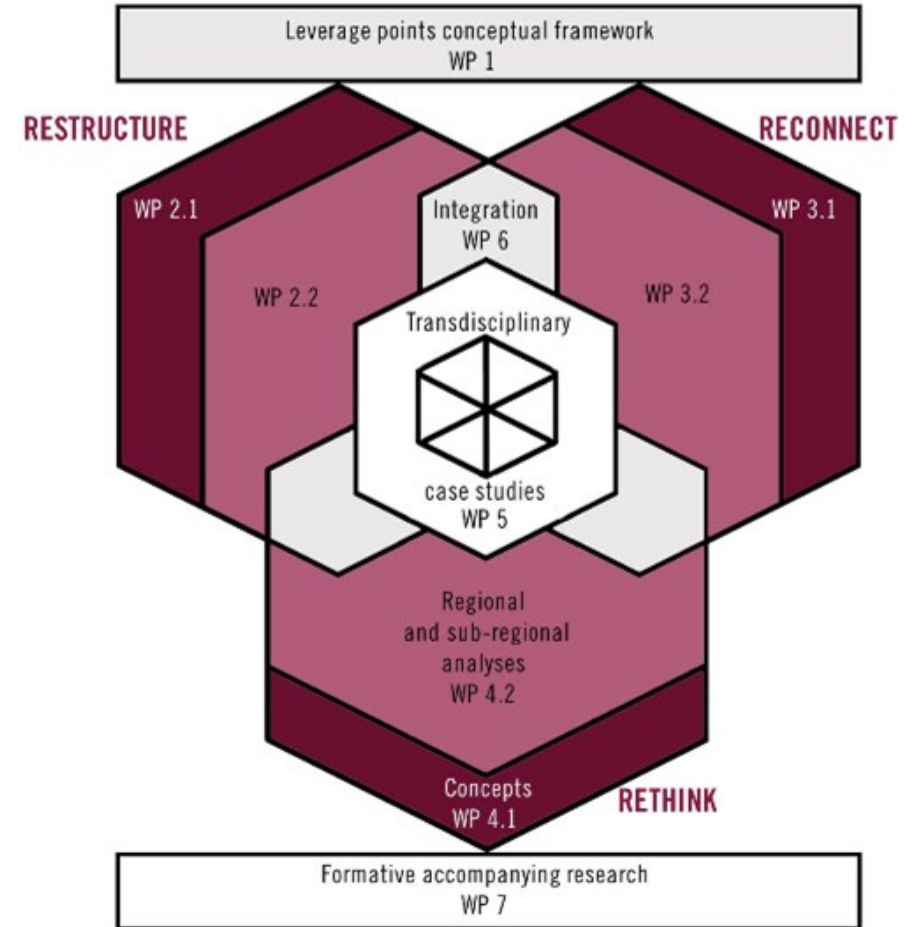 Leverage points conceptual framework
WP 1
RESTRUCTURE
RECONNECT
WP 2.1
WP 3.1
Integration
WP 6
WP 2.2
WP 3.2
Transdisciplinary
case studies
WP 5
Regional
and sub-regional
analyses
WP 4.2
Concepts
WP 4.1
RETHINK
Formative accompanying research
WP 7